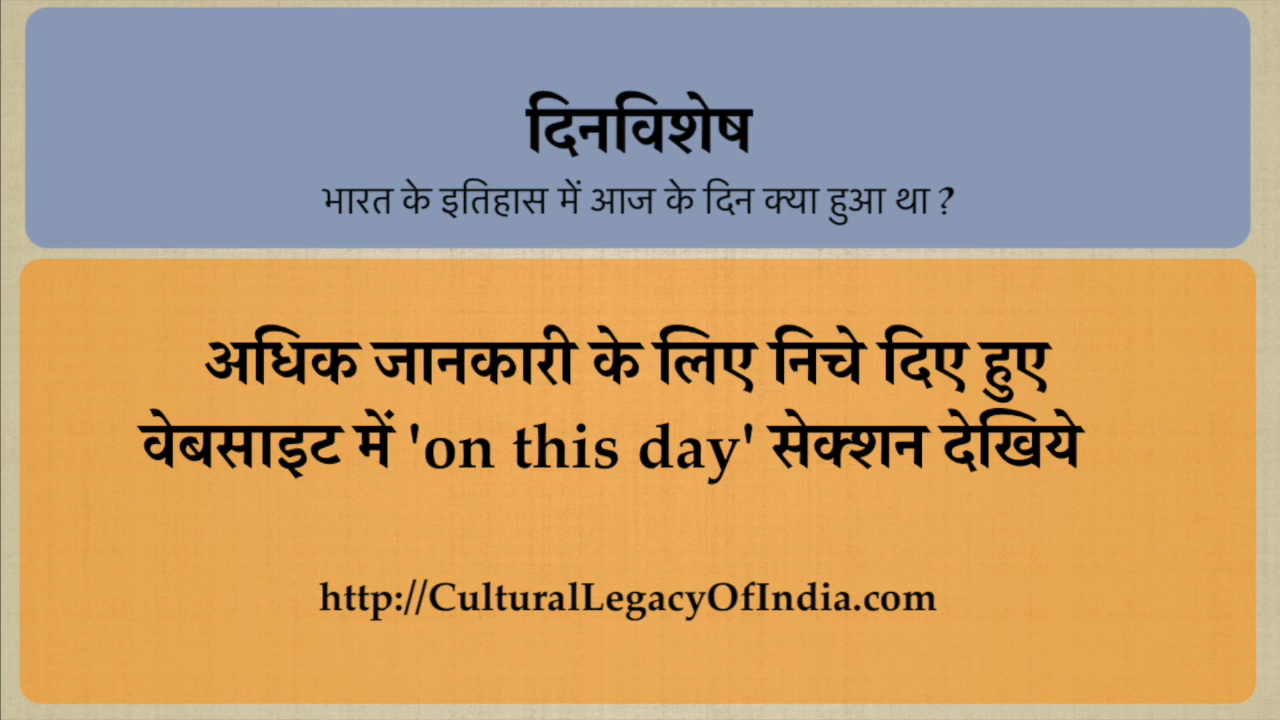 दिनविशेष
भारत के इतिहास में आज के दिन क्या हुआ था ?
अधिक जानकारी के लिए निचे दिए हुए
वेबसाइट में 'on this day' सेक्शन देखिये
http://CulturalLegacyOfIndia.com